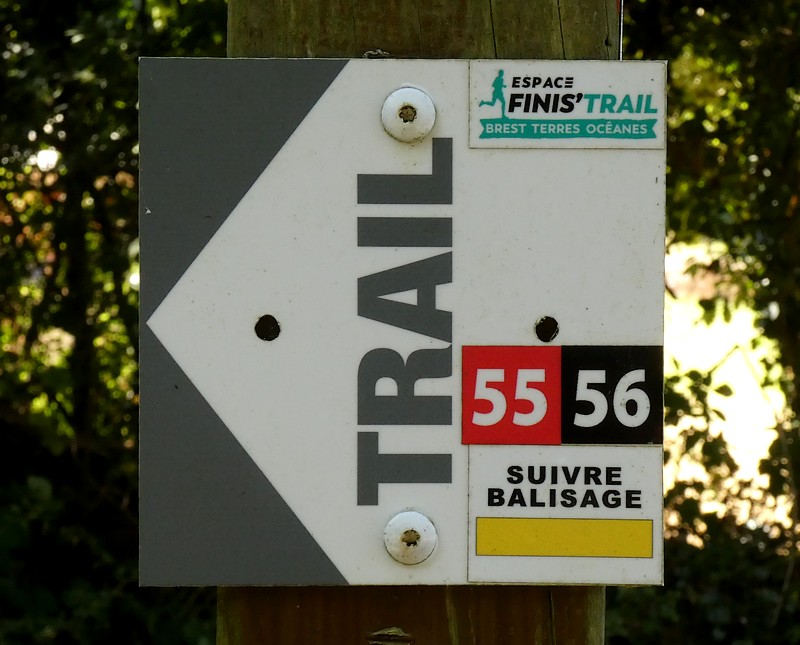 ESPACE
FINIS'TRAIL
BREST TERRES OCÉANES
TRAIL
55 56
SUIVRE
BALISAGE